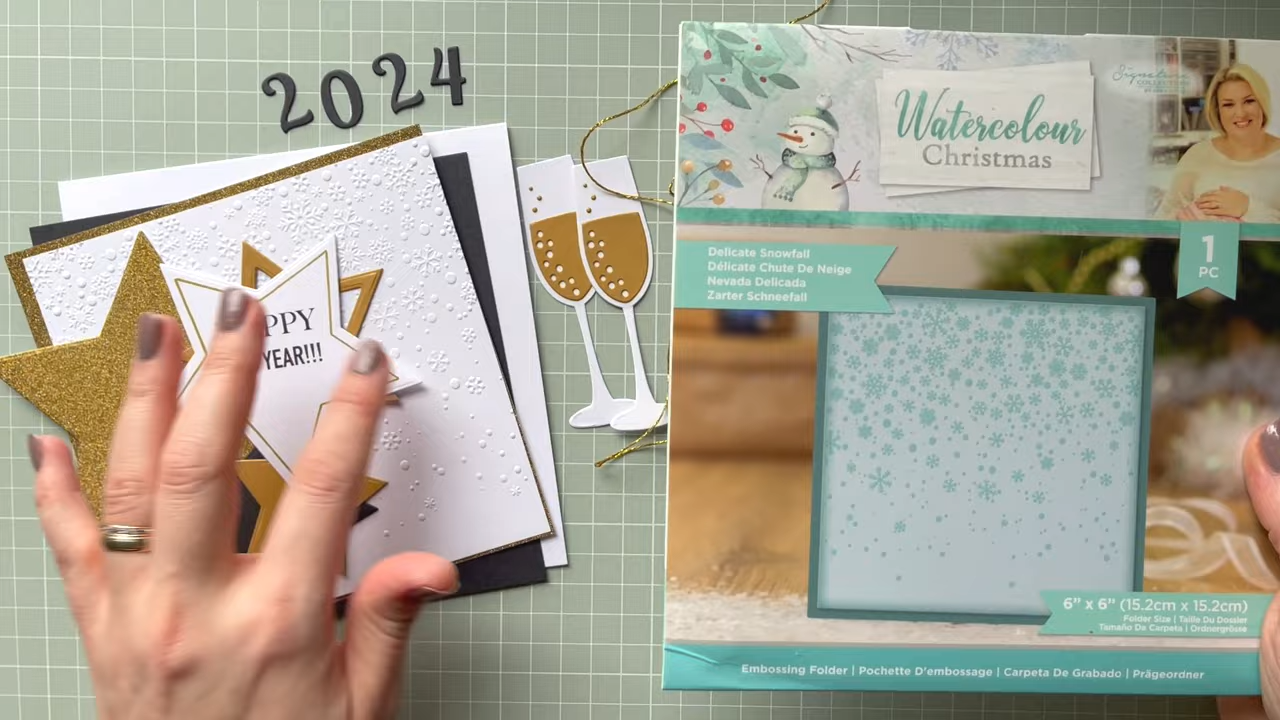 2024
PPY
YEAR!!!
Watercolour
Christmas
Signature
Delicate Snowfall
Délicate Chute De Neige
Nevada Delicada
Zarter Schneefall
1
PC
6” x 6” (15.2cm x 15.2cm)
Folder Size | Taille Du Dossier
Tamaño De Carpeta | Ordnergrösse
Embossing Folder | Pochette D'embossage | Carpeta De Grabado | Prägeordner